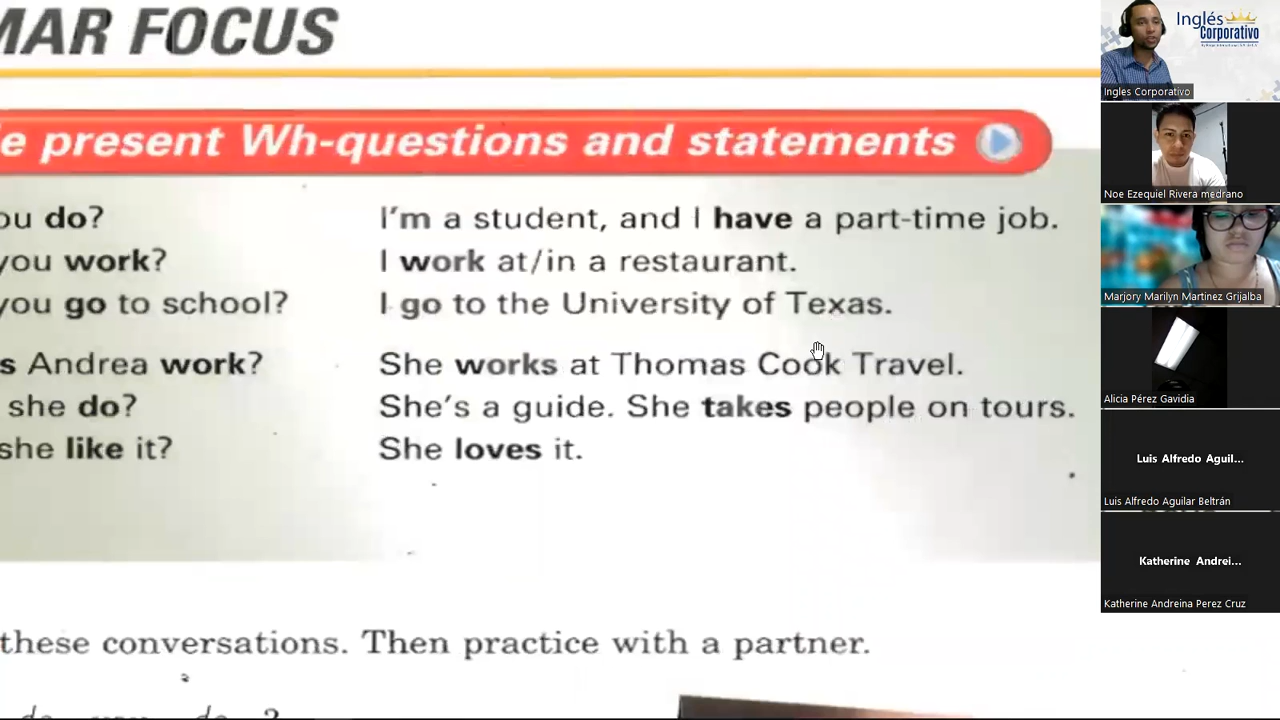 MAR FOCUS
e present Wh-questions and statements
ou do? I'm a student, and I have a part-time job.
you work? I work at/in a restaurant.
you go to school? I go to the University of Texas.
s Andrea work? She works at Thomas Cook Travel.
she do? She's a guide. She takes people on tours.
she like it? She loves it.
these conversations. Then practice with a partner.
do you do ?
Inglés
Corporativo
Ingles Corporativo
Noe Ezequiel Rivera medrano
Marjory Marilyn Martinez Grijalba
Alicia Pérez Gavidia
Luis Alfredo Aguil...
Luis Alfredo Aguilar Beltrán
Katherine Andrei...
Katherine Andreina Perez Cruz